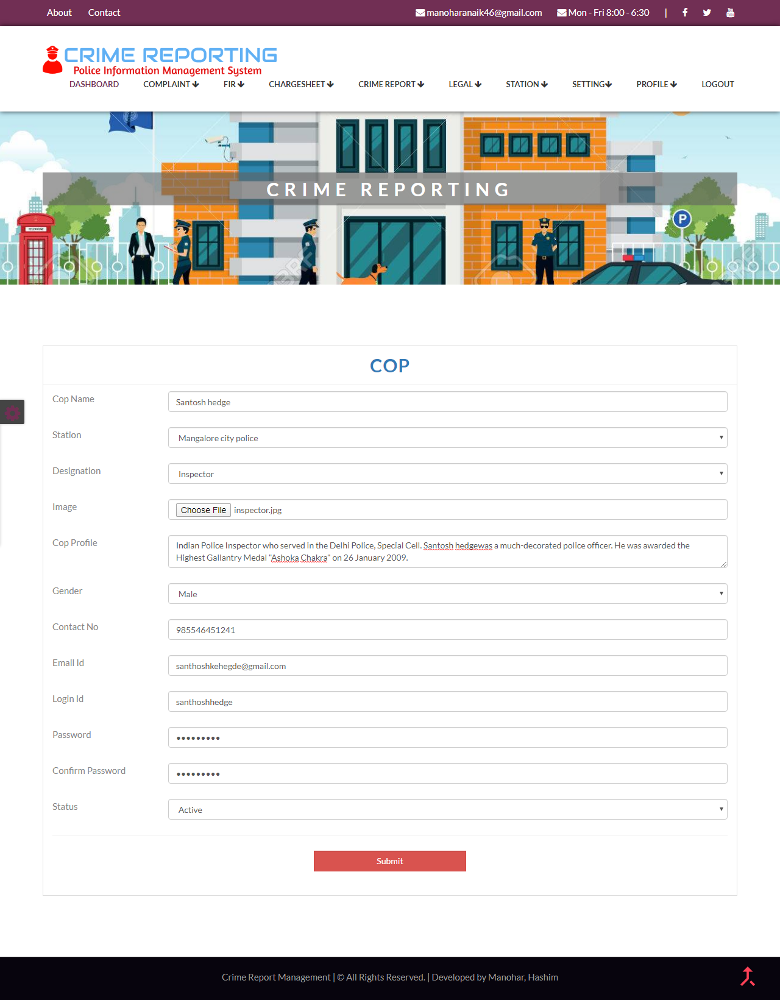 About Contact manoharanaik46@gmail.com Mon - Fri 8:00 - 6:30 |
CRIME REPORTING
Police Information Management System
DASHBOARD COMPLAINT FIR CHARGESHEET CRIME REPORT LEGAL STATION SETTING PROFILE LOGOUT
CRIME REPORTING
TELEPHONE
P
COP
Cop Name Santosh hedge
Station Mangalore city police
Designation Inspector
Image Choose File inspector.jpg
Cop Profile Indian Police Inspector who served in the Delhi Police, Special Cell. Santosh hedgewas a much-decorated police officer. He was awarded the
Highest Gallantry Medal "Ashoka Chakra" on 26 January 2009.
Gender Male
Contact No 985546451241
Email Id santhoshkehegde@gmail.com
Login Id santhoshhedge
Password •••••••••
Confirm Password •••••••••
Status Active
Submit
Crime Report Management | © All Rights Reserved. | Developed by Manohar, Hashim